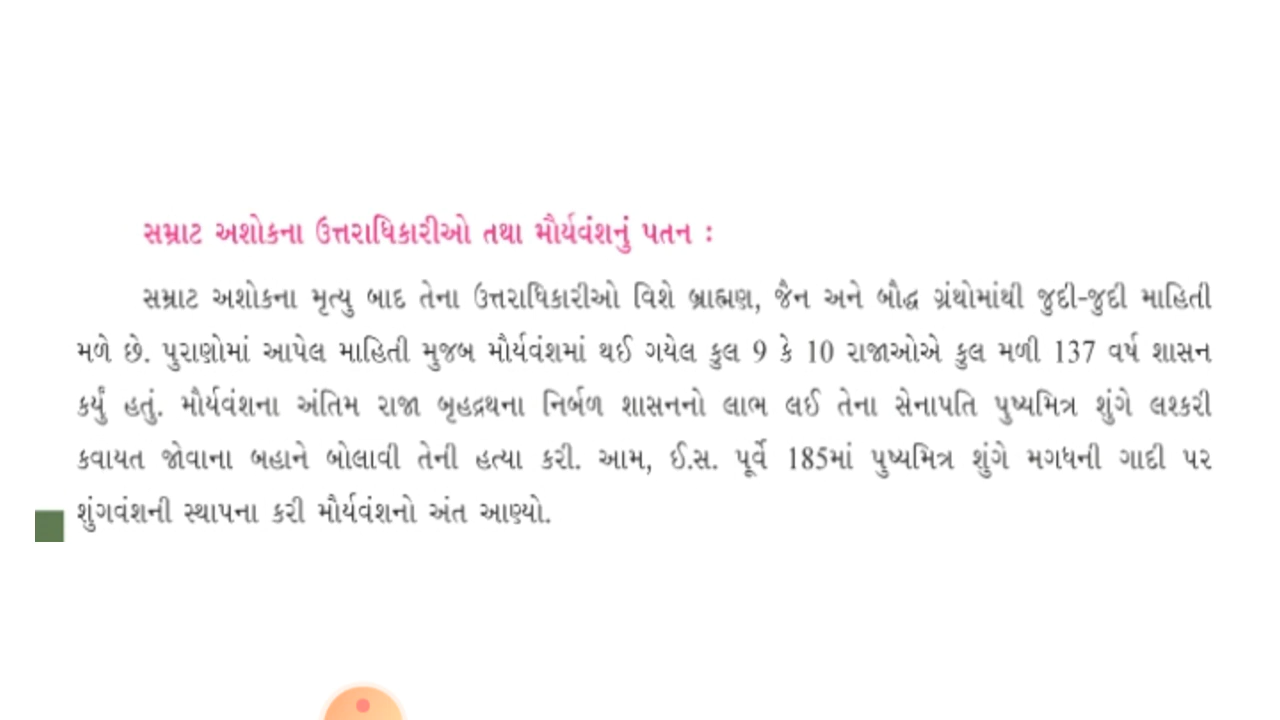 સમ્રાટ અશોકના ઉત્તરાધિકારીઓ તથા મૌર્યવંશનું પતન :
સમ્રાટ અશોકના મૃત્યુ બાદ તેના ઉત્તરાધિકારીઓ વિશે બ્રાહ્મણ, જૈન અને બૌદ્ધ ગ્રંથોમાંથી જુદી-જુદી માહિતી
મળે છે. પુરાણોમાં આપેલ માહિતી મુજબ મૌર્યવંશમાં થઈ ગયેલ કુલ 9 કે 10 રાજાઓએ કુલ મળી 137 વર્ષ શાસન
કર્યું હતું. મૌર્યવંશના અંતિમ રાજા બૃહદ્રથના નિર્બળ શાસનનો લાભ લઈ તેના સેનાપતિ પુષ્યમિત્ર શુંગે લશ્કરી
કવાયત જોવાના બહાને બોલાવી તેની હત્યા કરી. આમ, ઈ.સ. પૂર્વે 185માં પુષ્યમિત્ર શુંગે મગધની ગાદી પર
શુંગવંશની સ્થાપના કરી મૌર્યવંશનો અંત આણ્યો.